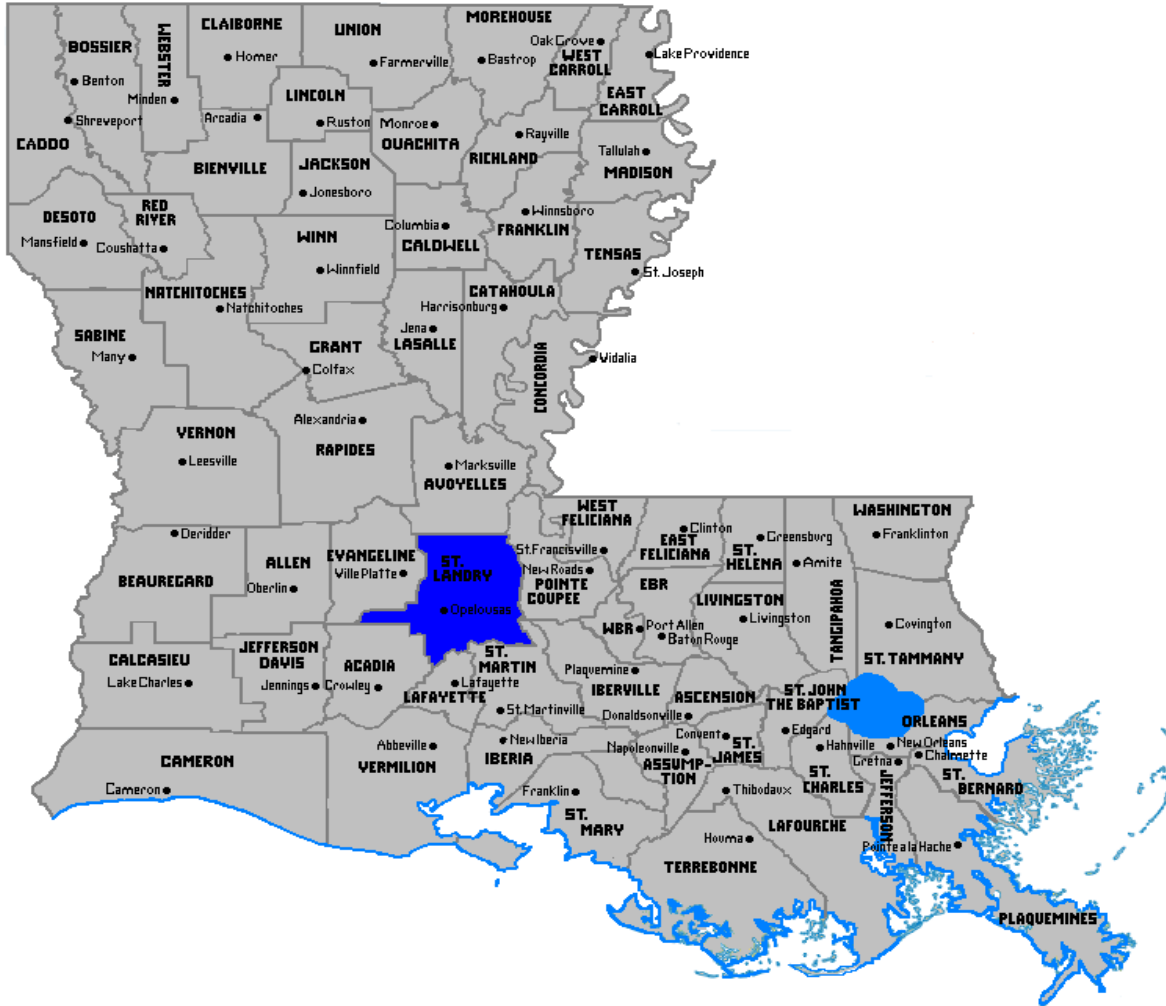 CLAIBORNE
UNION
MOREHOUSE
BOSSIER
WEBSTER
Homer
Farmerville
Bastrop
Oak Grove
WEST
CARROLL
Lake Providence
Benton
Minden
LINCOLN
EAST
CARROLL
Shreveport
Arcadia
Ruston
Monroe
OUACHITA
Rayville
RICHLAND
Tallulah
MADISON
CADDO
BIENVILLE
JACKSON
Jonesboro
DESOTO
RED
RIVER
Mansfield
Coushatta
WINN
Winnfield
Columbia
CALDWELL
Winnsboro
FRANKLIN
TENSAS
St. Joseph
NATCHITOCHES
Natchitoches
CATAHOULA
Harrisonburg
SABINE
Many
GRANT
Colfax
Jena
LASALLE
CONCORDIA
Vidalia
VERNON
Leesville
Alexandria
RAPIDES
Marksville
AVOYELLES
WEST
FELICIANA
St. Francisville
EAST
FELICIANA
Clinton
Greensburg
ST.
HELENA
WASHINGTON
Franklinton
Deridder
BEAUREGARD
ALLEN
Oberlin
EVANGELINE
Ville Platte
ST.
LANDRY
Opelousas
New Roads
POINTE
COUPEE
EBR
LIVINGSTON
Livingston
Amite
TANGIPAHOA
Covington
ST. TAMMANY
WBR
Port Allen
Baton Rouge
CALCASIEU
Lake Charles
JEFFERSON
DAVIS
Jennings
ACADIA
Crowley
LAFAYETTE
Lafayette
ST.
MARTIN
St. Martinville
Plaquemine
IBERVILLE
ASCENSION
Donaldsonville
ST. JOHN
THE BAPTIST
Edgard
ORLEANS
New Orleans
CAMERON
Cameron
Abbeville
VERMILION
New Iberia
IBERIA
Napoleonville
ASSUMP-
TION
Convent
ST.
JAMES
Hahnville
ST.
CHARLES
Gretna
Chalmette
ST.
BERNARD
JEFFERSON
Franklin
ST.
MARY
Thibodaux
LAFOURCHE
Houma
TERREBONNE
Pointe a la Hache
PLAQUEMINES